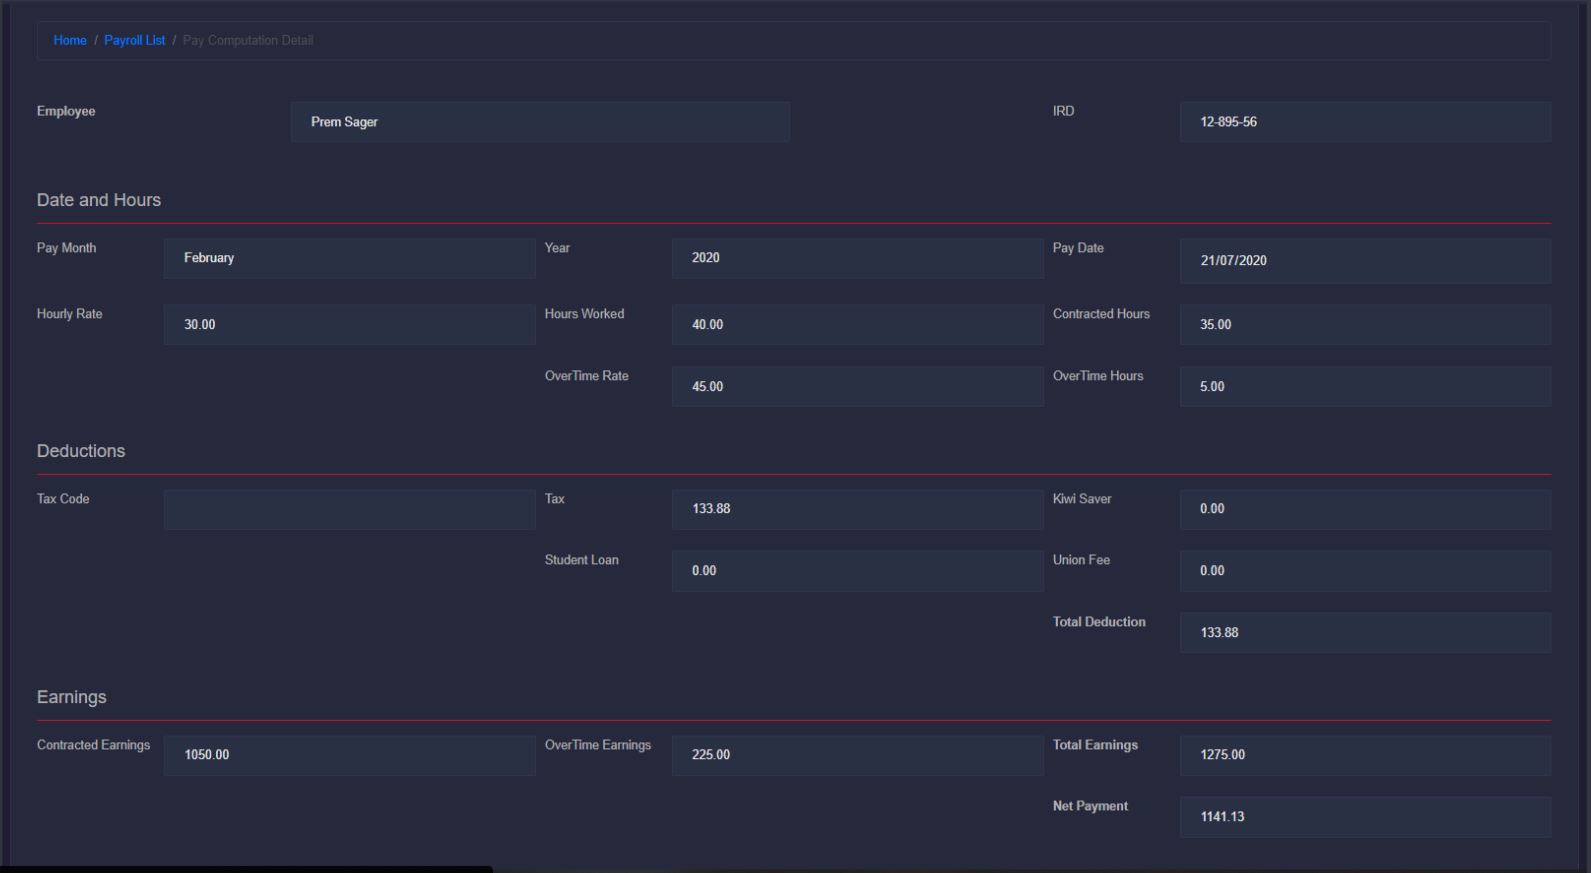 Home / Payroll List / Pay Computation Detail
Employee Prem Sager IRD 12-895-56
Date and Hours
Pay Month February Year 2020 Pay Date 21/07/2020
Hourly Rate 30.00 Hours Worked 40.00 Contracted Hours 35.00
OverTime Rate 45.00 OverTime Hours 5.00
Deductions
Tax Code Tax 133.88 Kiwi Saver 0.00
Student Loan 0.00 Union Fee 0.00
Total Deduction 133.88
Earnings
Contracted Earnings 1050.00 OverTime Earnings 225.00 Total Earnings 1275.00
Net Payment 1141.13